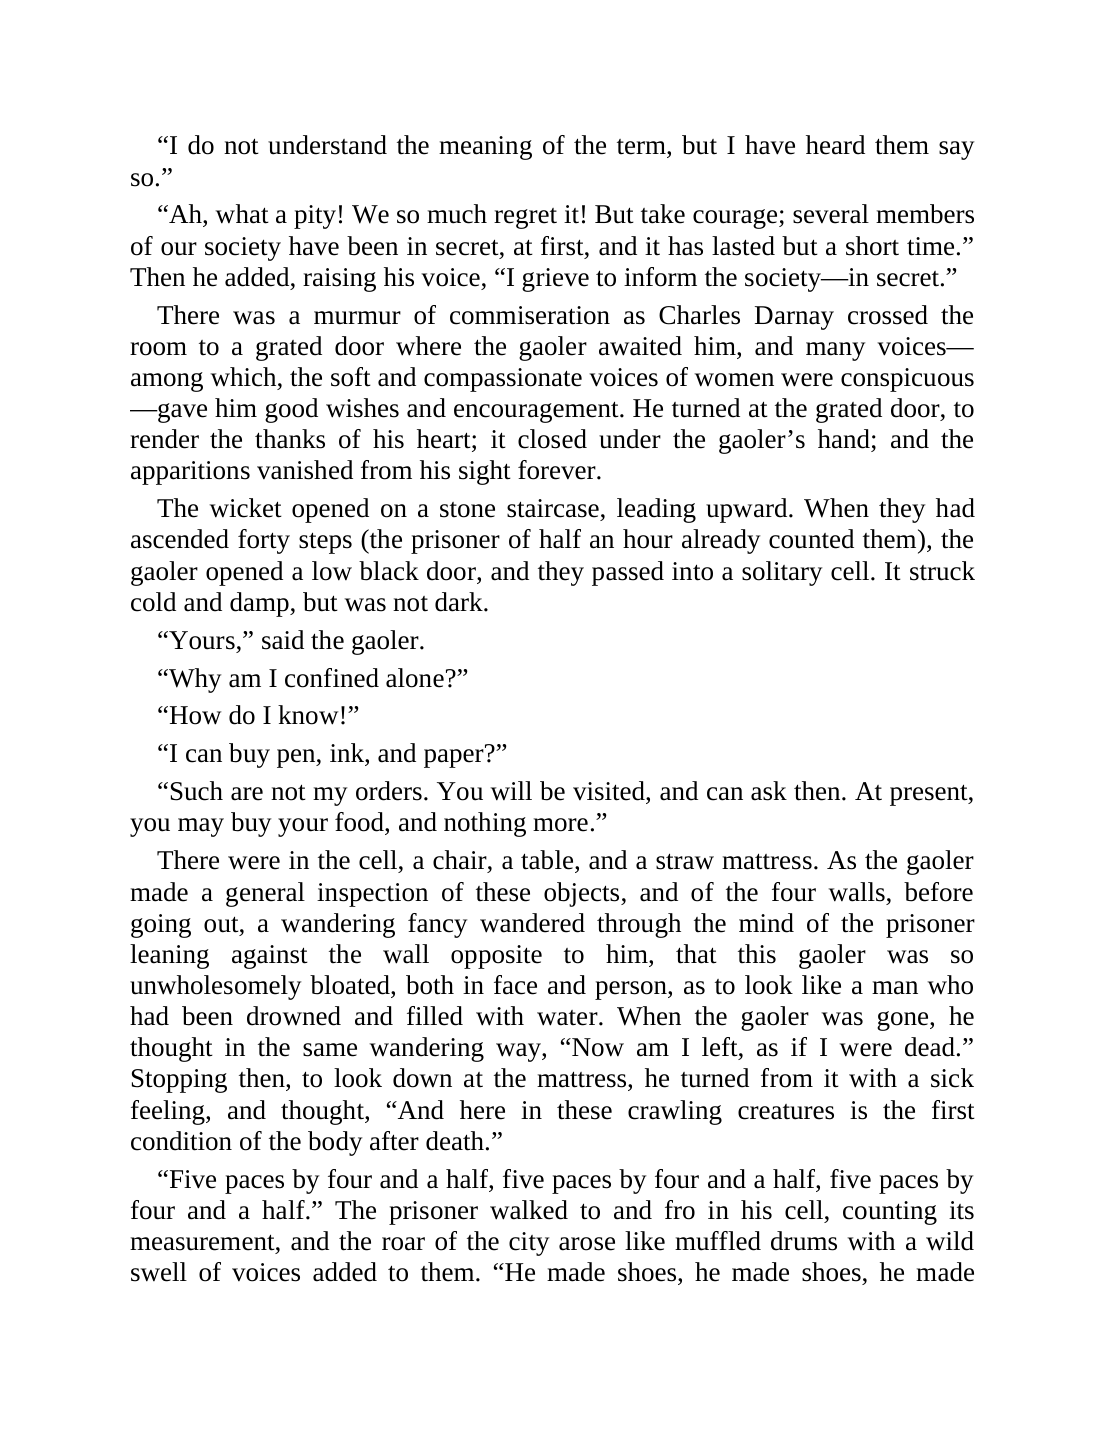 “I do not understand the meaning of the term, but I have heard them say
so.”
“Ah, what a pity! We so much regret it! But take courage; several members
of our society have been in secret, at first, and it has lasted but a short time.”
Then he added, raising his voice, “I grieve to inform the society—in secret.”
There was a murmur of commiseration as Charles Darnay crossed the
room to a grated door where the gaoler awaited him, and many voices—
among which, the soft and compassionate voices of women were conspicuous
—gave him good wishes and encouragement. He turned at the grated door, to
render the thanks of his heart; it closed under the gaoler’s hand; and the
apparitions vanished from his sight forever.
The wicket opened on a stone staircase, leading upward. When they had
ascended forty steps (the prisoner of half an hour already counted them), the
gaoler opened a low black door, and they passed into a solitary cell. It struck
cold and damp, but was not dark.
“Yours,” said the gaoler.
“Why am I confined alone?”
“How do I know!”
“I can buy pen, ink, and paper?”
“Such are not my orders. You will be visited, and can ask then. At present,
you may buy your food, and nothing more.”
There were in the cell, a chair, a table, and a straw mattress. As the gaoler
made a general inspection of these objects, and of the four walls, before
going out, a wandering fancy wandered through the mind of the prisoner
leaning against the wall opposite to him, that this gaoler was so
unwholesomely bloated, both in face and person, as to look like a man who
had been drowned and filled with water. When the gaoler was gone, he
thought in the same wandering way, “Now am I left, as if I were dead.”
Stopping then, to look down at the mattress, he turned from it with a sick
feeling, and thought, “And here in these crawling creatures is the first
condition of the body after death.”
“Five paces by four and a half, five paces by four and a half, five paces by
four and a half.” The prisoner walked to and fro in his cell, counting its
measurement, and the roar of the city arose like muffled drums with a wild
swell of voices added to them. “He made shoes, he made shoes, he made